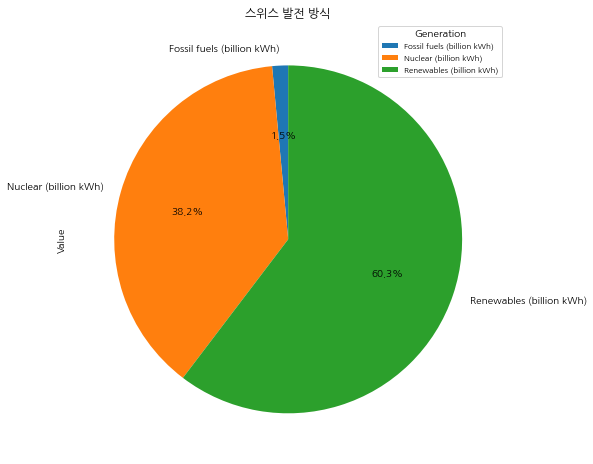 스위스 발전 방식
Generation
Fossil fuels (billion kWh)
Nuclear (billion kWh)
Renewables (billion kWh)
Fossil fuels (billion kWh)
1.5%
Nuclear (billion kWh)
38.2%
Value
60.3%
Renewables (billion kWh)